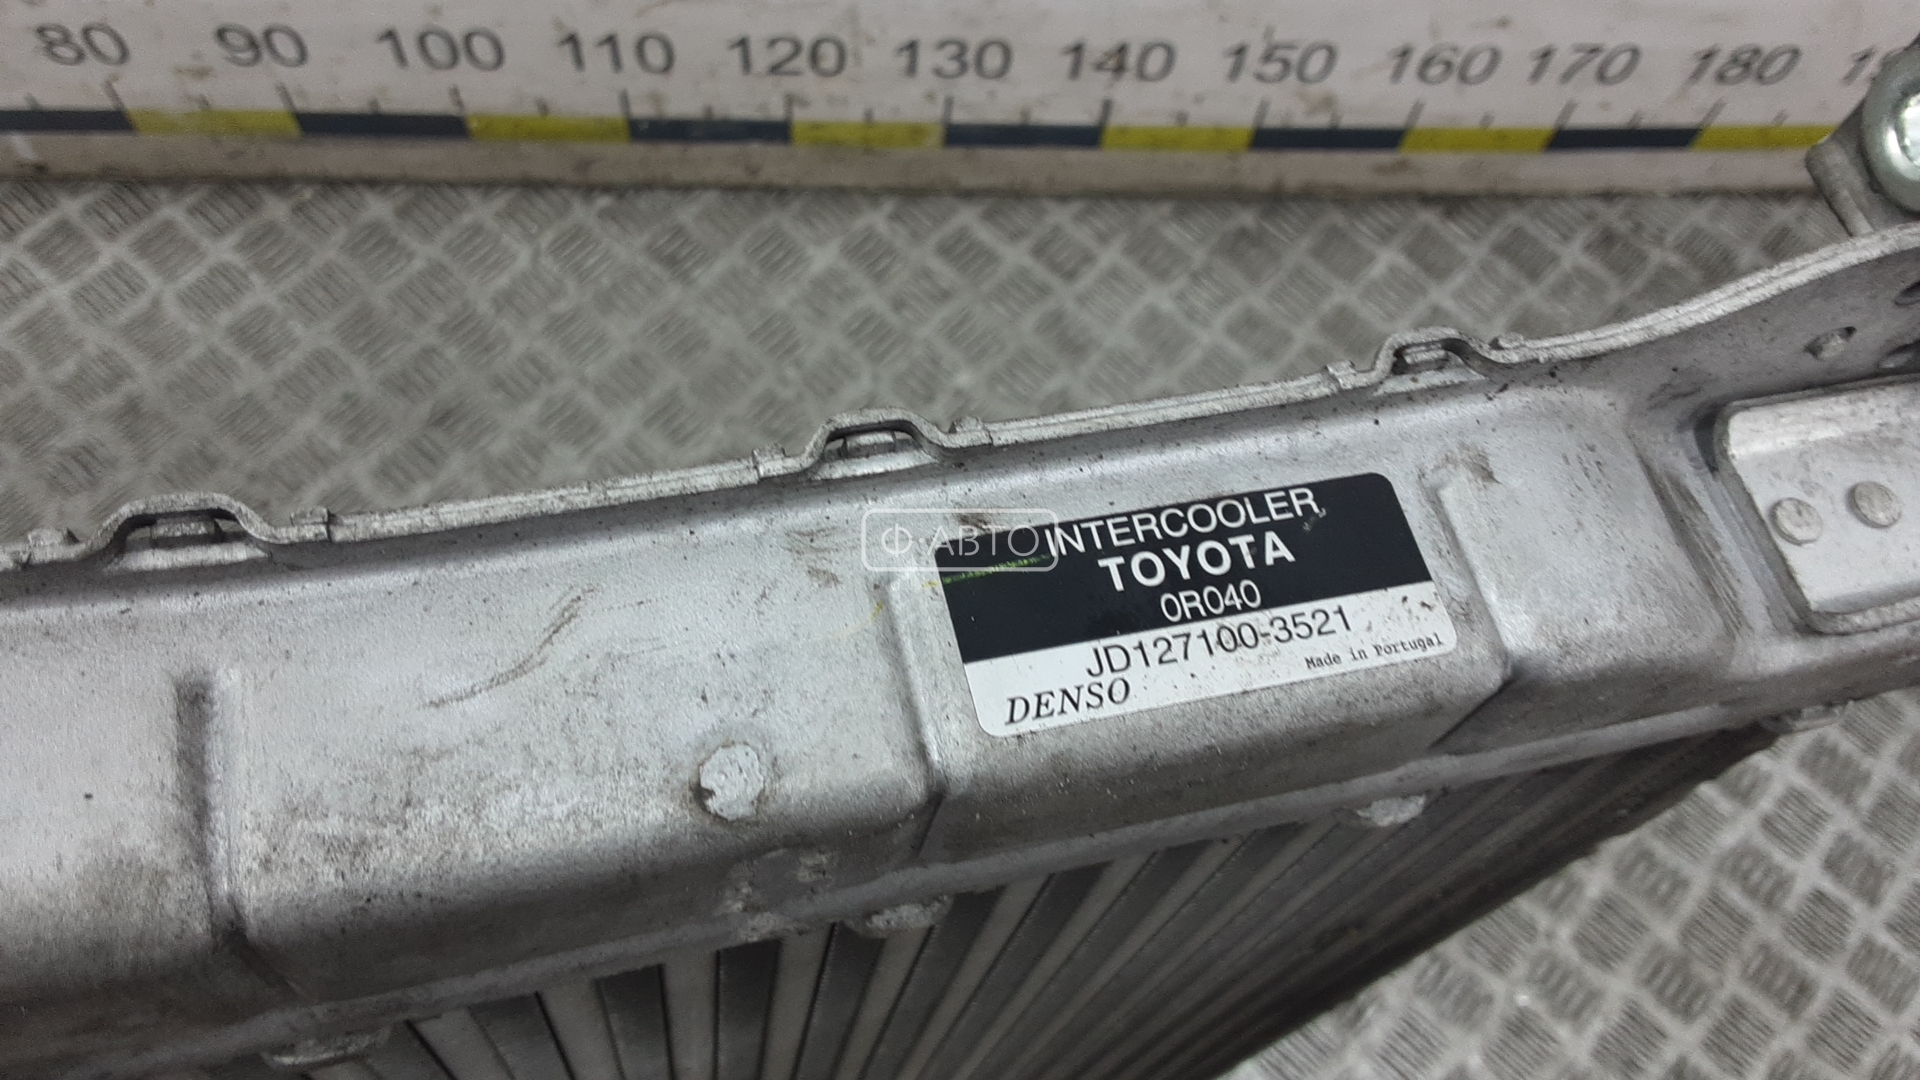 80 90 100 110 120 130 140 150 160 170 180
Ф-АВТО
INTERCOOLER
TOYOTA
0R040
JD127100-3521
DENSO Made in Portugal